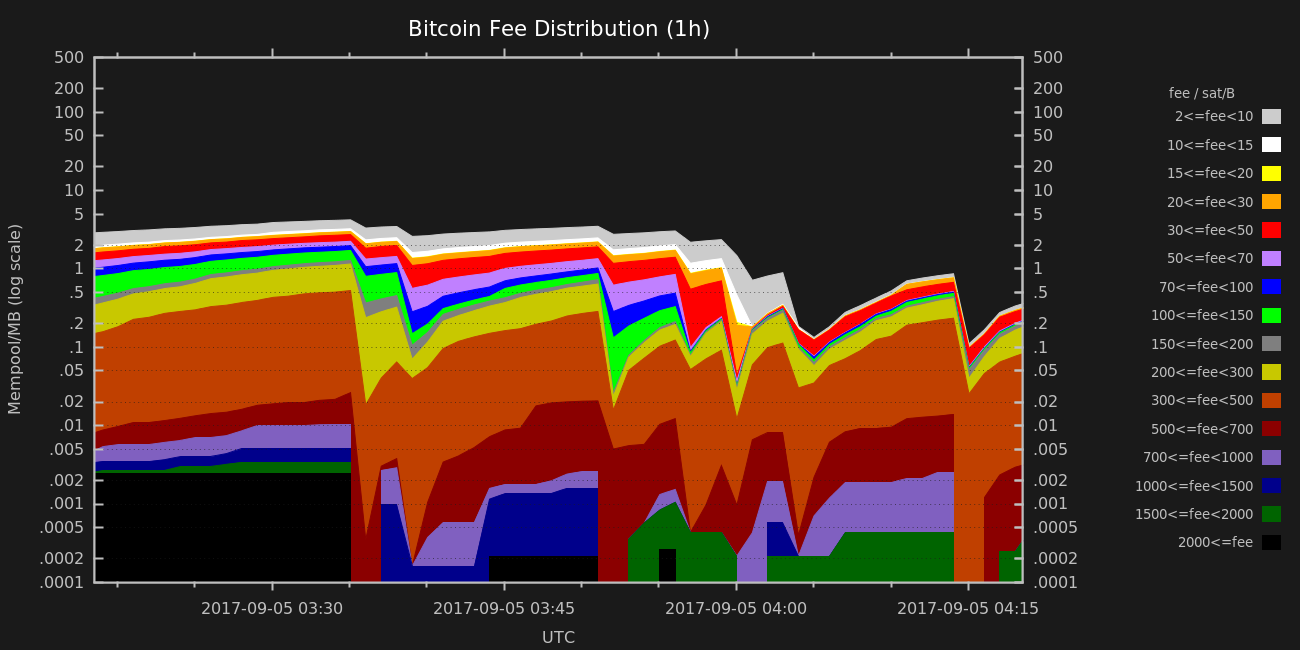 Bitcoin Fee Distribution (1h)
Mempool/MB (log scale)
500
200
100
50
20
10
5
2
1
.5
.2
.1
.05
.02
.01
.005
.002
.001
.0005
.0002
.0001
500
200
100
50
20
10
5
2
1
.5
.2
.1
.05
.02
.01
.005
.002
.001
.0005
.0002
.0001
2017-09-05 03:30 2017-09-05 03:45 2017-09-05 04:00 2017-09-05 04:15
UTC
fee / sat/B
2<=fee<10
10<=fee<15
15<=fee<20
20<=fee<30
30<=fee<50
50<=fee<70
70<=fee<100
100<=fee<150
150<=fee<200
200<=fee<300
300<=fee<500
500<=fee<700
700<=fee<1000
1000<=fee<1500
1500<=fee<2000
2000<=fee